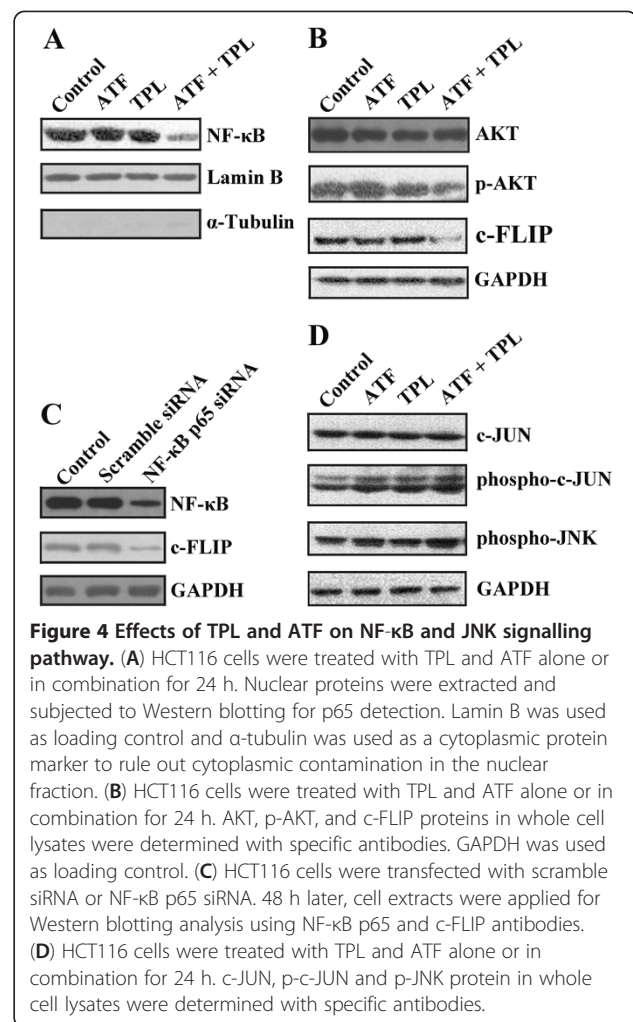 A
Control ATF TPL ATF + TPL
NF-κB
Lamin B
α-Tubulin
B
Control ATF TPL ATF + TPL
AKT
p-AKT
c-FLIP
GAPDH
C
Control Scramble siRNA NF-κB p65 siRNA
NF-κB
c-FLIP
GAPDH
D
Control ATF TPL ATF + TPL
c-JUN
phospho-c-JUN
phospho-JNK
GAPDH
Figure 4 Effects of TPL and ATF on NF-κB and JNK signalling
pathway. (A) HCT116 cells were treated with TPL and ATF alone or
in combination for 24 h. Nuclear proteins were extracted and
subjected to Western blotting for p65 detection. Lamin B was used
as loading control and α-tubulin was used as a cytoplasmic protein
marker to rule out cytoplasmic contamination in the nuclear
fraction. (B) HCT116 cells were treated with TPL and ATF alone or in
combination for 24 h. AKT, p-AKT, and c-FLIP proteins in whole cell
lysates were determined with specific antibodies. GAPDH was used
as loading control. (C) HCT116 cells were transfected with scramble
siRNA or NF-κB p65 siRNA. 48 h later, cell extracts were applied for
Western blotting analysis using NF-κB p65 and c-FLIP antibodies.
(D) HCT116 cells were treated with TPL and ATF alone or in
combination for 24 h. c-JUN, p-c-JUN and p-JNK protein in whole
cell lysates were determined with specific antibodies.